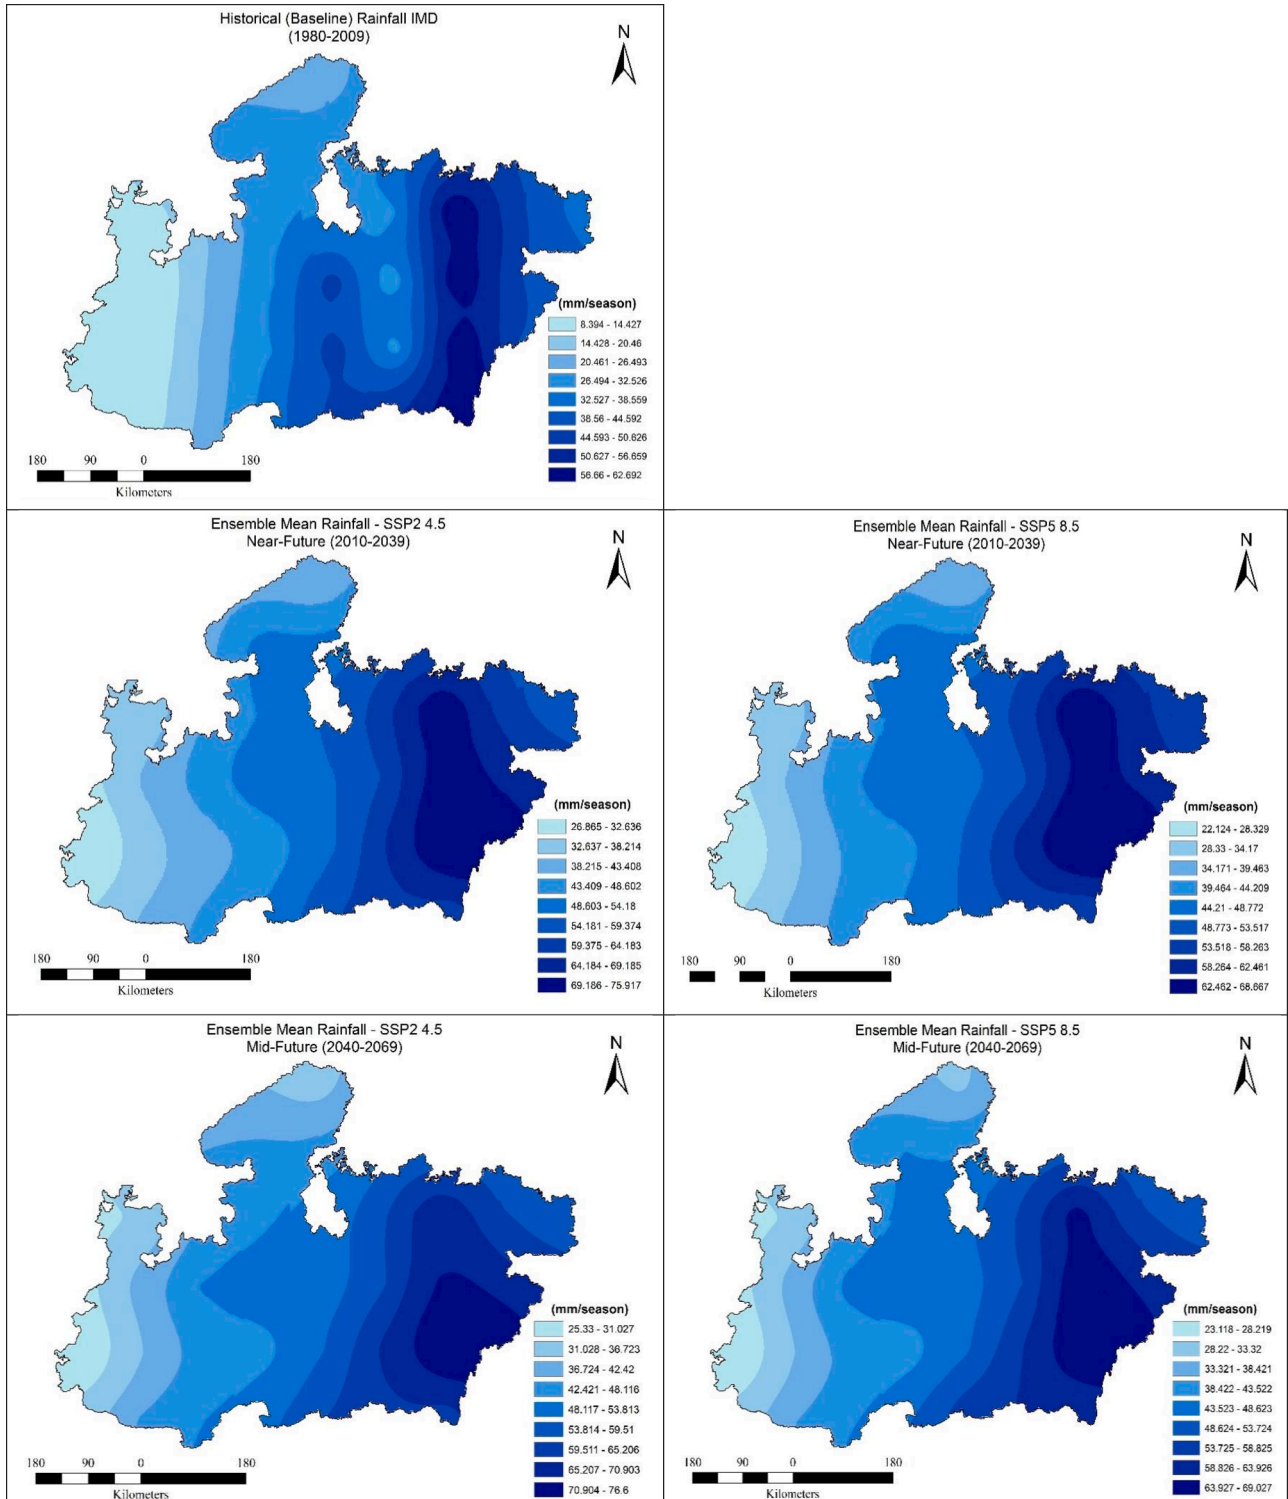 Historical (Baseline) Rainfall IMD
(1980-2009)
N
(mm/season)
8.394 - 14.427
14.428 - 20.46
20.461 - 26.493
26.494 - 32.526
32.527 - 38.559
38.56 - 44.592
44.593 - 50.626
50.627 - 56.659
56.66 - 62.692
180 90 0 180
Kilometers
Ensemble Mean Rainfall - SSP2 4.5
Near-Future (2010-2039)
N
(mm/season)
26.865 - 32.636
32.637 - 38.214
38.215 - 43.408
43.409 - 48.602
48.603 - 54.18
54.181 - 59.374
59.375 - 64.183
64.184 - 69.185
69.186 - 75.917
180 90 0 180
Kilometers
Ensemble Mean Rainfall - SSP5 8.5
Near-Future (2010-2039)
N
(mm/season)
22.124 - 28.329
28.33 - 34.17
34.171 - 39.463
39.464 - 44.209
44.21 - 48.772
48.773 - 53.517
53.518 - 58.263
58.264 - 62.461
62.462 - 68.667
180 90 0 180
Kilometers
Ensemble Mean Rainfall - SSP2 4.5
Mid-Future (2040-2069)
N
(mm/season)
25.33 - 31.027
31.028 - 36.723
36.724 - 42.42
42.421 - 48.116
48.117 - 53.813
53.814 - 59.51
59.511 - 65.206
65.207 - 70.903
70.904 - 76.6
180 90 0 180
Kilometers
Ensemble Mean Rainfall - SSP5 8.5
Mid-Future (2040-2069)
N
(mm/season)
23.118 - 28.219
28.22 - 33.32
33.321 - 38.421
38.422 - 43.522
43.523 - 48.623
48.624 - 53.724
53.725 - 58.825
58.826 - 63.926
63.927 - 69.027
180 90 0 180
Kilometers